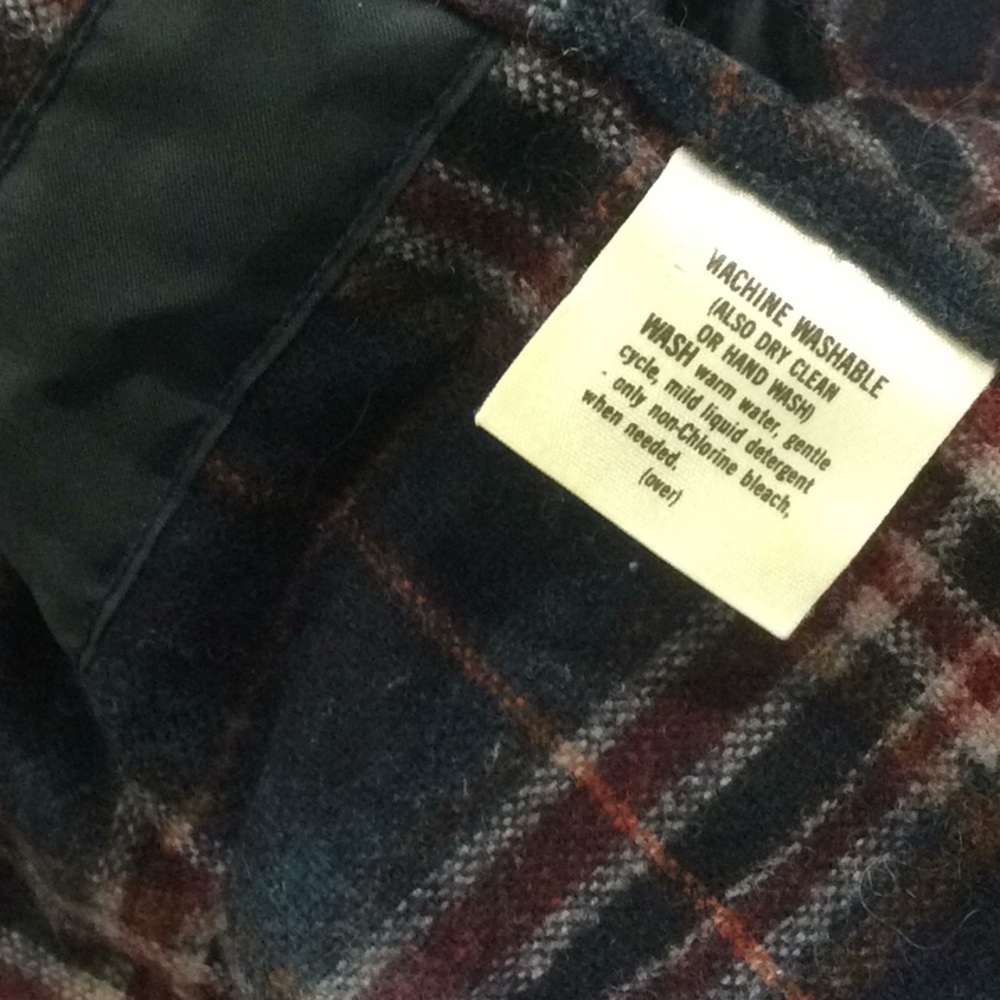 MACHINE WASHABLE
(ALSO DRY CLEAN
OR HAND WASH)
WASH warm water, gentle
cycle, mild liquid detergent
- only non-Chlorine bleach,
when needed.
(over)